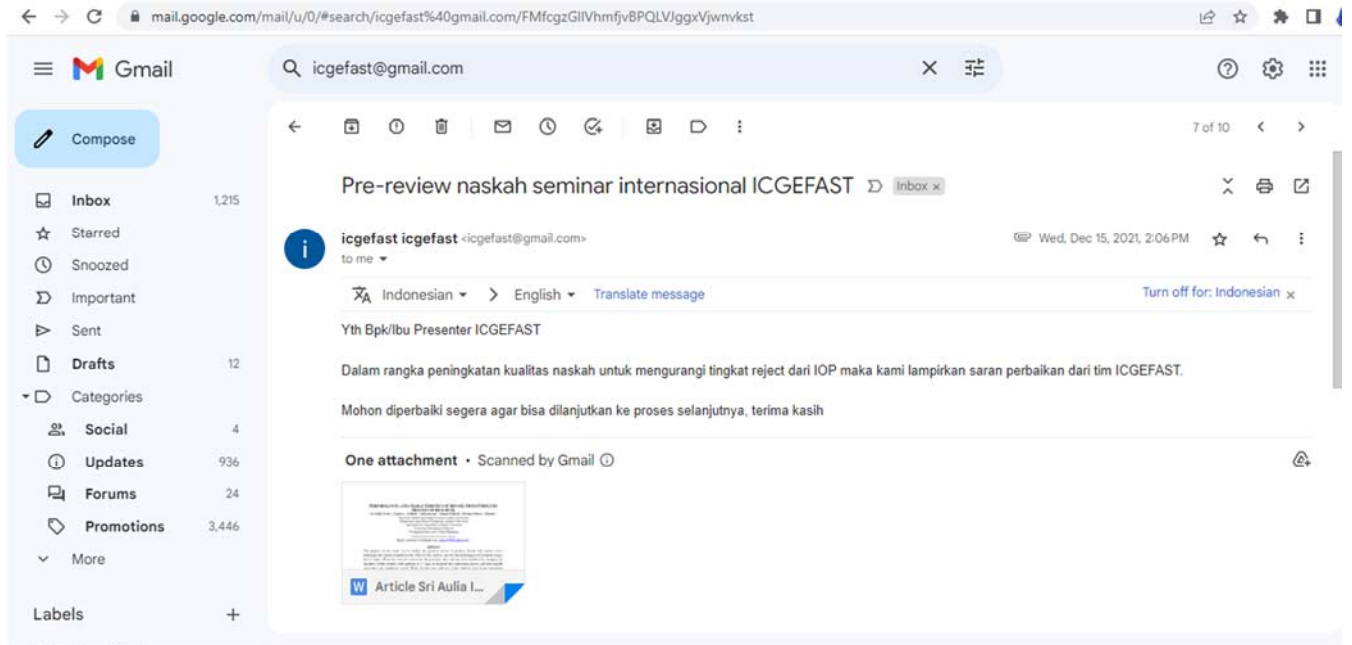 mail.google.com/mail/u/0/#search/icgefast%40gmail.com/FMfcgzGllVhmfjvBPQLVJggxVjwnvkst
Gmail
icgefast@gmail.com
Compose
7 of 10
Pre-review naskah seminar internasional ICGEFAST Inbox x
Inbox 1,215
icgefast icgefast <icgefast@gmail.com> Wed, Dec 15, 2021, 2:06 PM
i
to me
Starred
Snoozed
Important
Indonesian > English Translate message Turn off for: Indonesian x
Sent
Yth Bpk/Ibu Presenter ICGEFAST
Drafts 12
Dalam rangka peningkatan kualitas naskah untuk mengurangi tingkat reject dari IOP maka kami lampirkan saran perbaikan dari tim ICGEFAST.
Categories
Mohon diperbaiki segera agar bisa dilanjutkan ke proses selanjutnya, terima kasih
Social 4
Updates 936
One attachment • Scanned by Gmail
Forums 24
Promotions 3,446
More
W Article Sri Aulia I...
Labels +